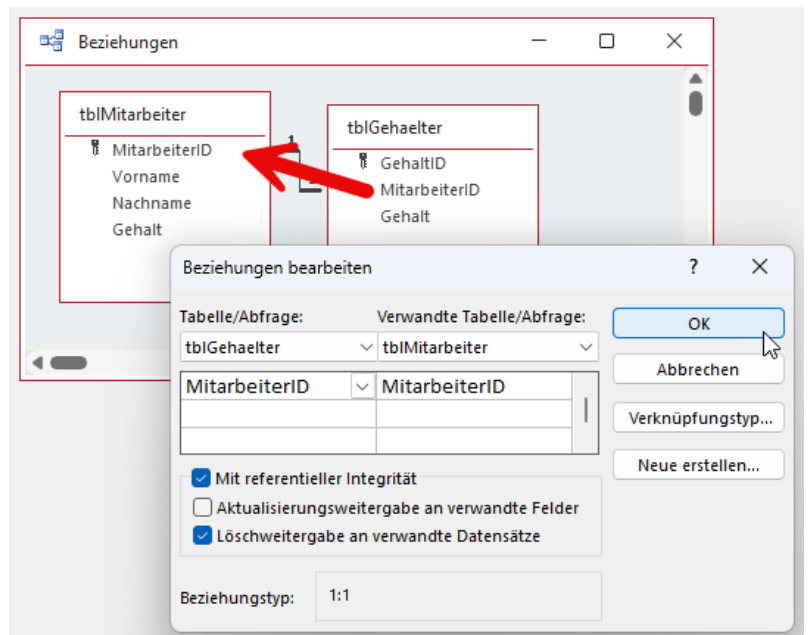 Beziehungen
tblMitarbeiter
MitarbeiterID
Vorname
Nachname
Gehalt
1
tblGehaelter
GehaltID
MitarbeiterID
Gehalt
Beziehungen bearbeiten
?
Tabelle/Abfrage: Verwandte Tabelle/Abfrage:
tblGehaelter tblMitarbeiter
MitarbeiterID MitarbeiterID
Mit referentieller Integrität
Aktualisierungsweitergabe an verwandte Felder
Löschweitergabe an verwandte Datensätze
Beziehungstyp: 1:1
OK
Abbrechen
Verknüpfungstyp...
Neue erstellen...